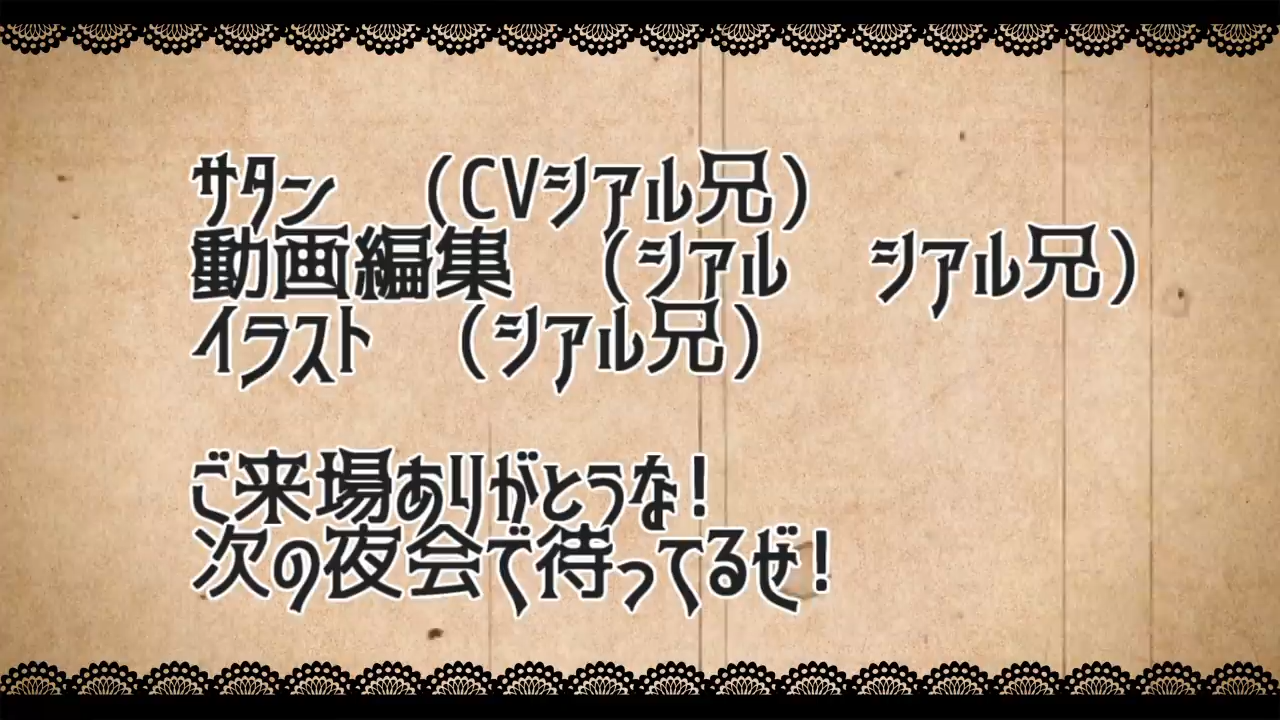 サタン　（CVシアル兄）
動画編集　（シアル　シアル兄）
イラスト　（シアル兄）
ご来場ありがとうな！
次の夜会で待ってるぜ！